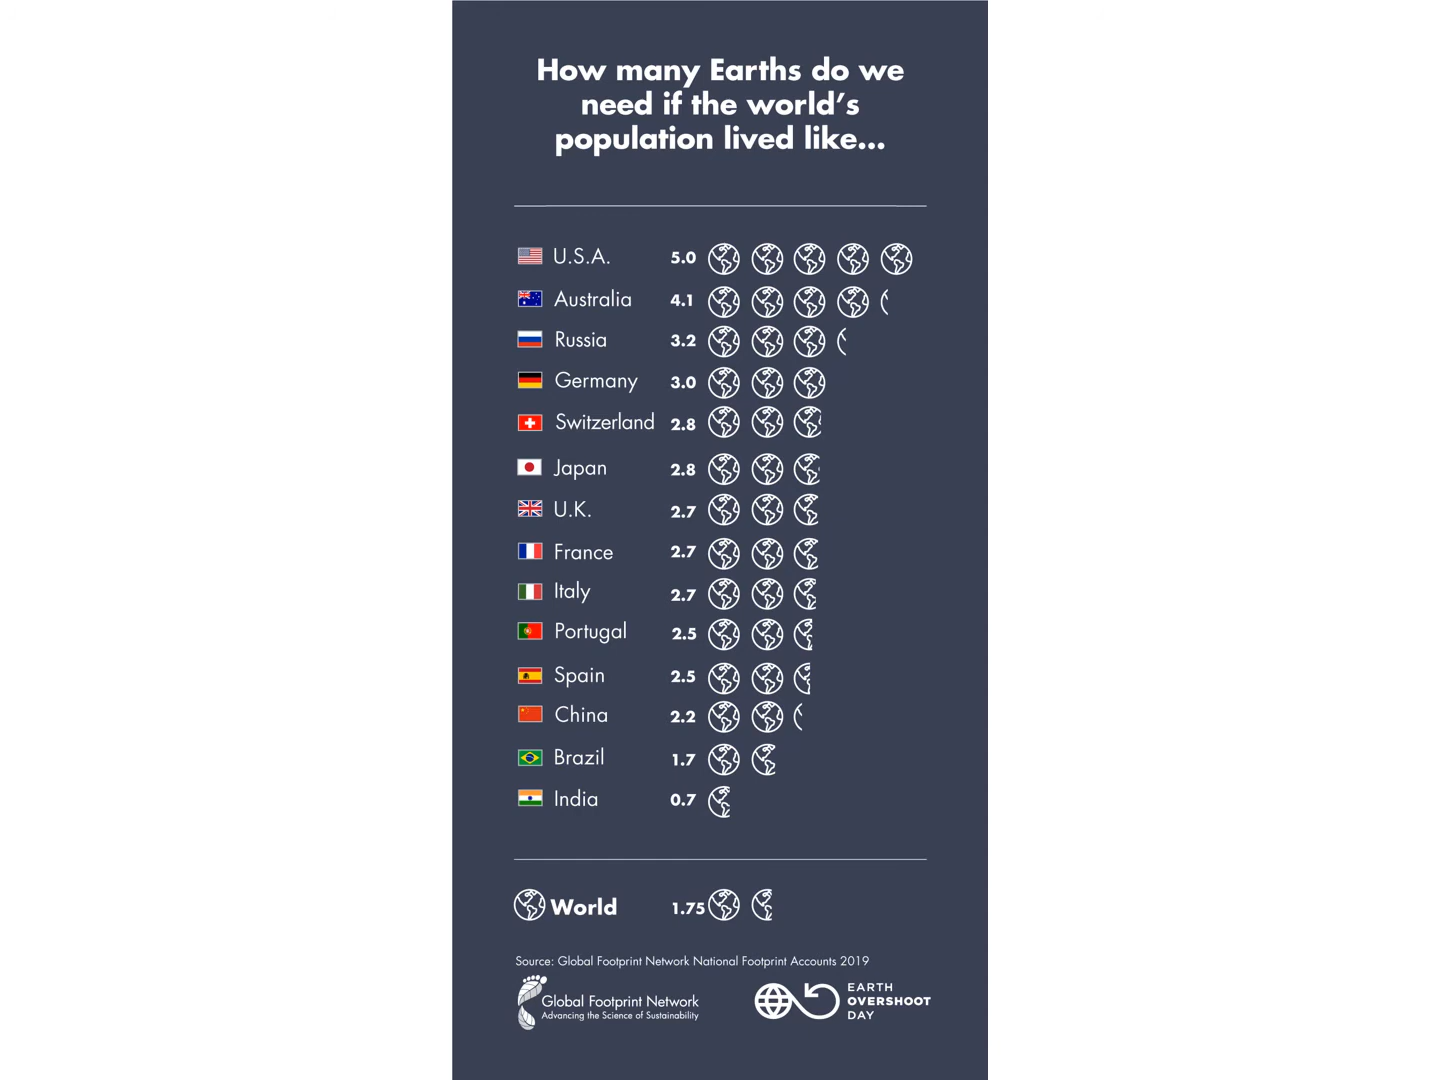 How many Earths do we
need if the world's
population lived like...
U.S.A. 5.0
Australia 4.1
Russia 3.2
Germany 3.0
Switzerland 2.8
Japan 2.8
U.K. 2.7
France 2.7
Italy 2.7
Portugal 2.5
Spain 2.5
China 2.2
Brazil 1.7
India 0.7
World 1.75
Source: Global Footprint Network National Footprint Accounts 2019
Global Footprint Network
Advancing the Science of Sustainability
EARTH
OVERSHOOT
DAY